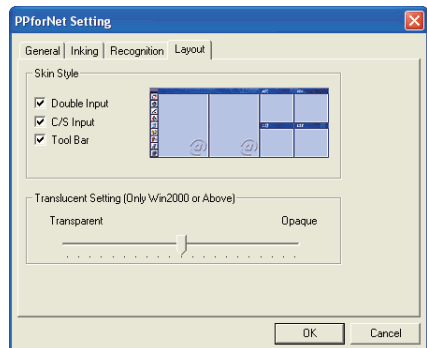 PPforNet Setting
General Inking Recognition Layout
Skin Style
Double Input
C/S Input
Tool Bar
@ @
Translucent Setting (Only Win2000 or Above)
Transparent Opaque
OK Cancel